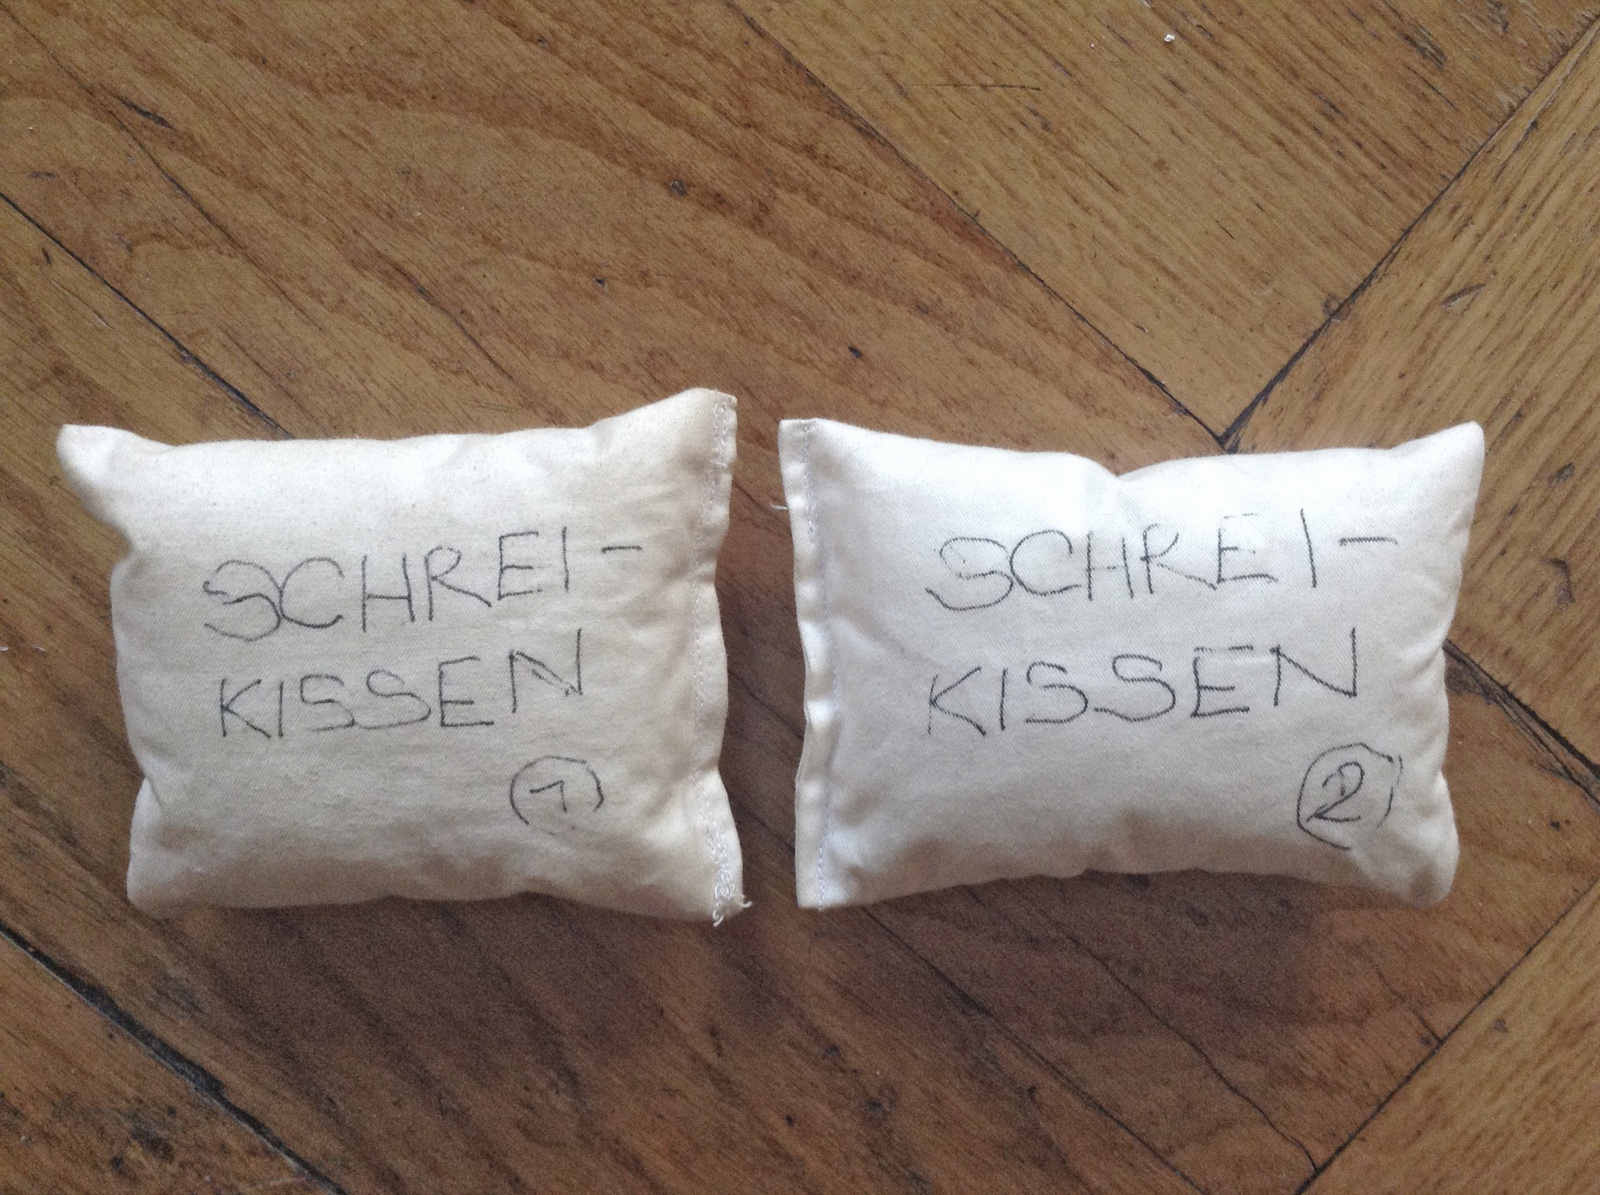 SCHREI-
KISSEN
1
SCHREI-
KISSEN
2